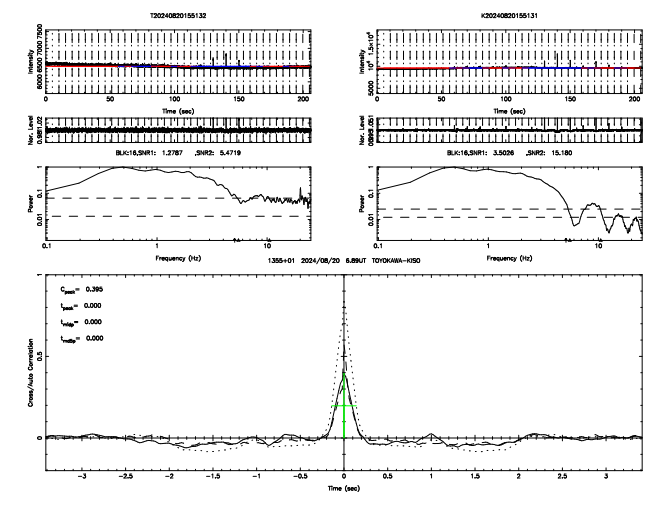 T20240820155132
K20240820155131
Intensity
6000 6500 7000 7500
0 50 100 150 200
Time (sec)
Intensity
5000 10⁴ 1.5×10⁴
0 50 100 150 200
Time (sec)
Nor. Level
Nor. Level
BLK:16,SNR1: 1.2787 ,SNR2: 5.4719
BLK:16,SNR1: 3.5026 ,SNR2: 15.180
Power
1
0.1
0.01
0.1 1 10
Frequency (Hz)
Power
1
0.1
0.01
0.1 1 10
Frequency (Hz)
1355+01 2024/08/20 6.89UT TOYOKAWA-KISO
C_peak= 0.395
t_peak= 0.000
t_midp= 0.000
t_mdBp= 0.000
Cross/Auto Correlation
1
0.5
0
-3 -2.5 -2 -1.5 -1 -0.5 0 0.5 1 1.5 2 2.5 3
Time (sec)